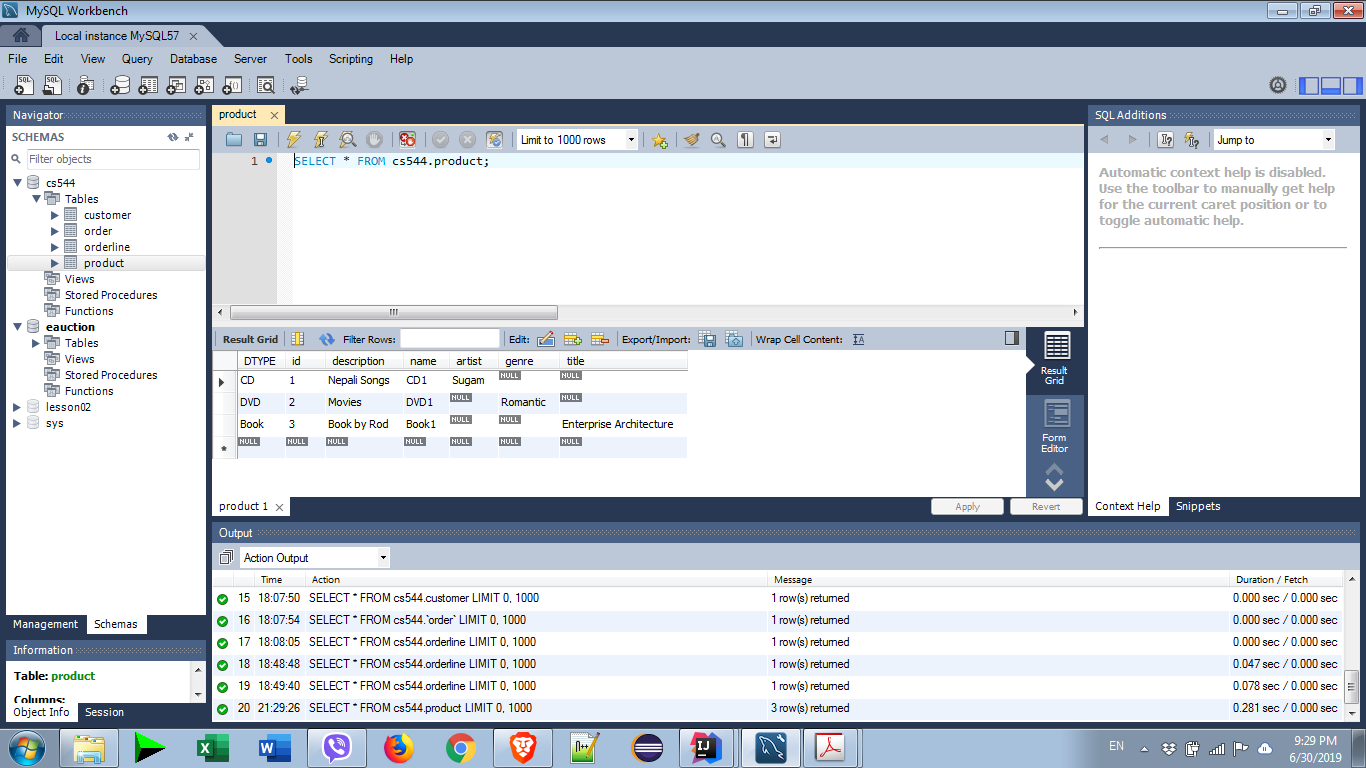 MySQL Workbench
Local instance MySQL57
File Edit View Query Database Server Tools Scripting Help
Navigator
SCHEMAS
Filter objects
cs544
Tables
customer
order
orderline
product
Views
Stored Procedures
Functions
eauction
Tables
Views
Stored Procedures
Functions
lesson02
sys
Management Schemas
Information
Table: product
Columns:
Object Info Session
product
Limit to 1000 rows
1 SELECT * FROM cs544.product;
Result Grid Filter Rows: Edit: Export/Import: Wrap Cell Content:
DTYPE id description name artist genre title
CD 1 Nepali Songs CD1 Sugam NULL NULL
DVD 2 Movies DVD1 NULL Romantic NULL
Book 3 Book by Rod Book1 NULL NULL Enterprise Architecture
NULL NULL NULL NULL NULL NULL NULL
Result
Grid
Form
Editor
product 1 Apply Revert
SQL Additions
Jump to
Automatic context help is disabled.
Use the toolbar to manually get help
for the current caret position or to
toggle automatic help.
Context Help Snippets
Output
Action Output
Time Action Message Duration / Fetch
15 18:07:50 SELECT * FROM cs544.customer LIMIT 0, 1000 1 row(s) returned 0.000 sec / 0.000 sec
16 18:07:54 SELECT * FROM cs544.`order` LIMIT 0, 1000 1 row(s) returned 0.000 sec / 0.000 sec
17 18:08:05 SELECT * FROM cs544.orderline LIMIT 0, 1000 1 row(s) returned 0.000 sec / 0.000 sec
18 18:48:48 SELECT * FROM cs544.orderline LIMIT 0, 1000 1 row(s) returned 0.047 sec / 0.000 sec
19 18:49:40 SELECT * FROM cs544.orderline LIMIT 0, 1000 1 row(s) returned 0.078 sec / 0.000 sec
20 21:29:26 SELECT * FROM cs544.product LIMIT 0, 1000 3 row(s) returned 0.281 sec / 0.000 sec
EN
9:29 PM
6/30/2019